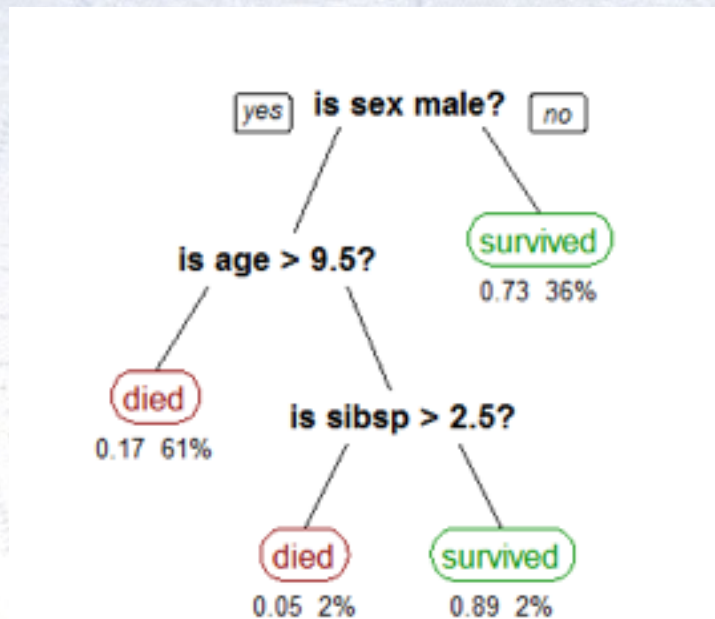 yes is sex male? no
is age > 9.5?
survived
0.73 36%
died
0.17 61%
is sibsp > 2.5?
died survived
0.05 2% 0.89 2%